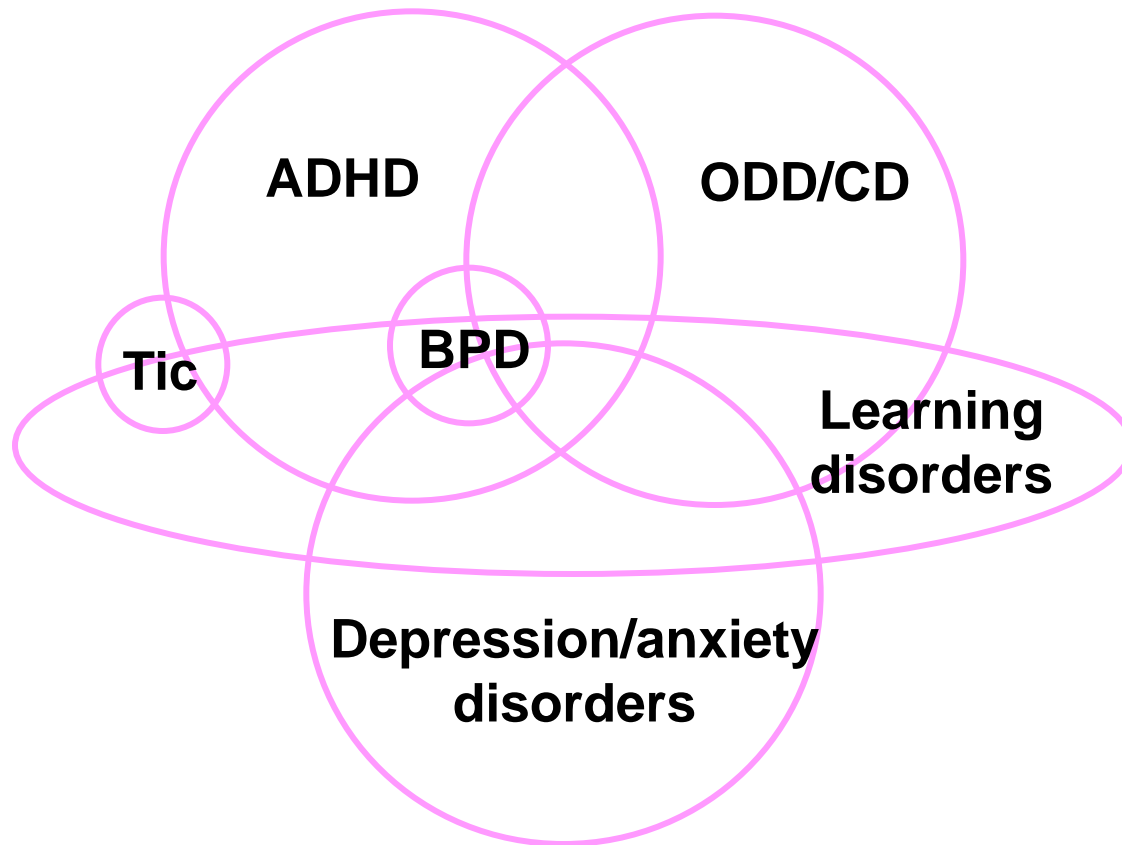 ADHD
ODD/CD
BPD
Tic
Learning
disorders
Depression/anxiety
disorders